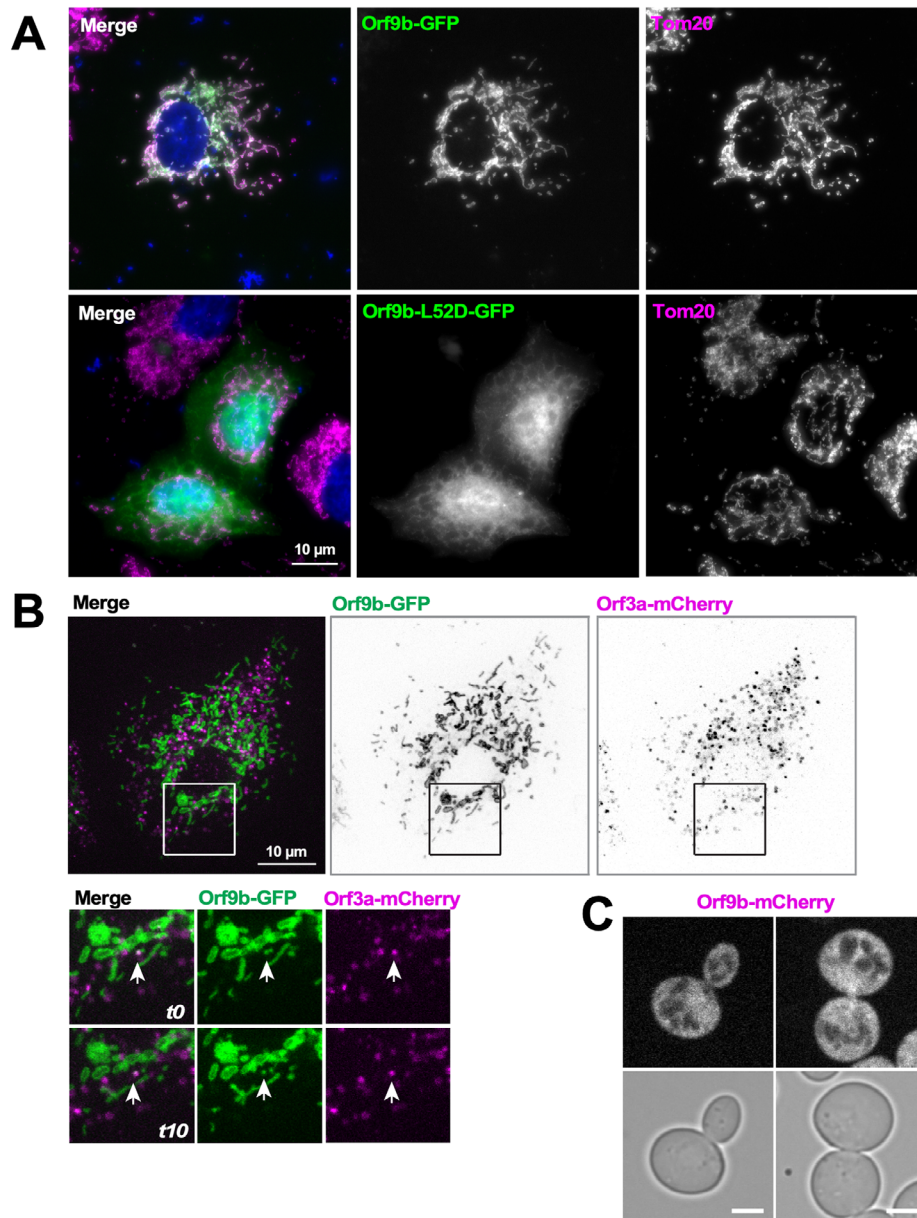 A
Merge
Orf9b-GFP
Tom20
Merge
Orf9b-L52D-GFP
Tom20
10 µm
B
Merge
Orf9b-GFP
Orf3a-mCherry
10 µm
Merge
Orf9b-GFP
Orf3a-mCherry
t0
t10
C
Orf9b-mCherry